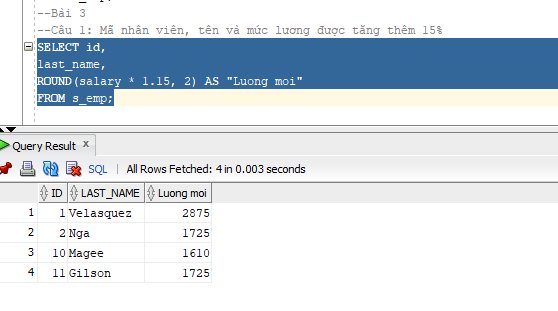 --Bài 3
--Câu 1: Mã nhân viên, tên và mức lương được tăng thêm 15%
SELECT id,
last_name,
ROUND(salary * 1.15, 2) AS "Luong moi"
FROM s_emp;
Query Result x
SQL | All Rows Fetched: 4 in 0.003 seconds
ID LAST_NAME Luong moi
1 1 Velasquez 2875
2 2 Nga 1725
3 10 Magee 1610
4 11 Gilson 1725